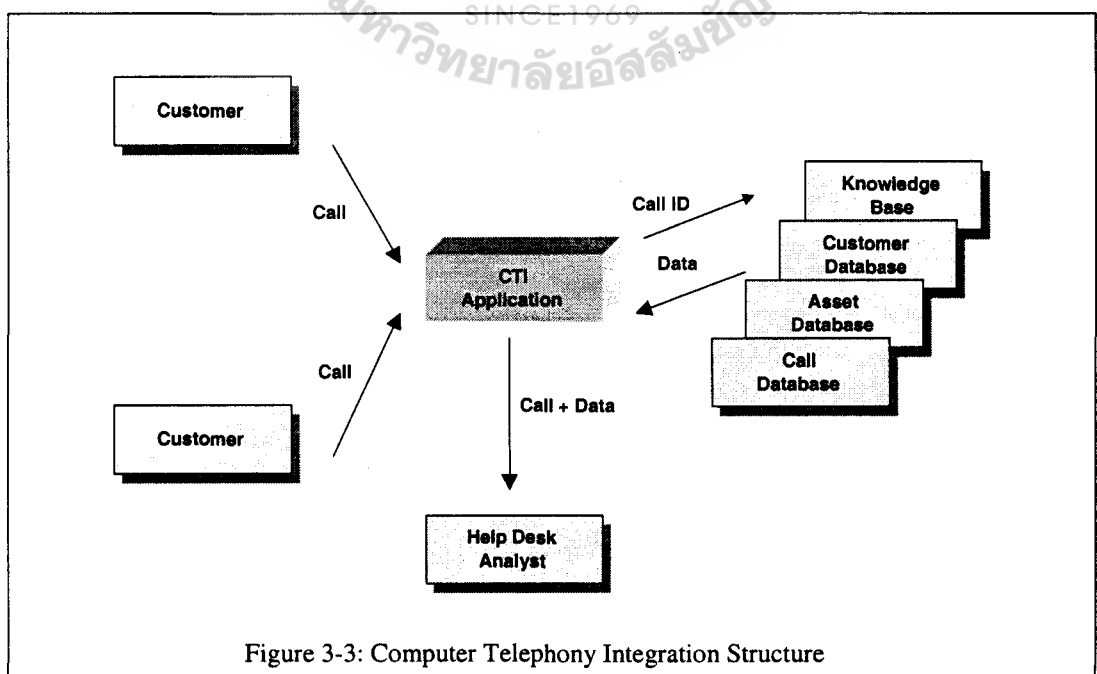 SINCE1969
มหาวิทยาลัยอัสสัมชัญ
Customer
Call
Call ID
Knowledge
Base
Customer
Database
Data
CTI
Application
Asset
Database
Call
Database
Call
Call + Data
Customer
Help Desk
Analyst
Figure 3-3: Computer Telephony Integration Structure